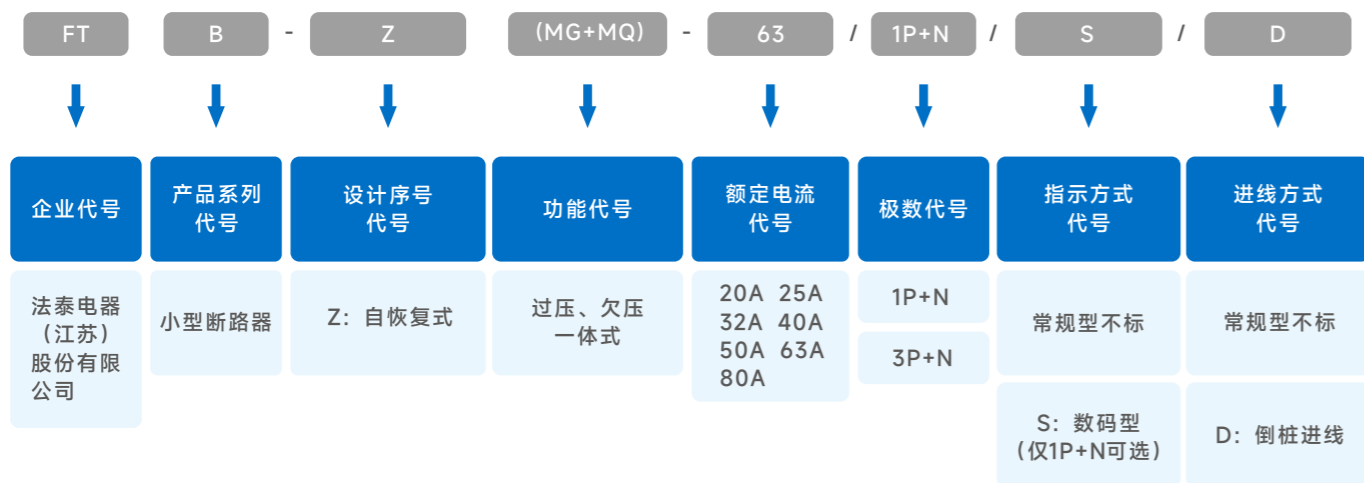 FT B - Z (MG+MQ) - 63 / 1P+N / S / D
企业代号
产品系列
代号
设计序号
代号
功能代号
额定电流
代号
极数代号
指示方式
代号
进线方式
代号
法泰电器
（江苏）
股份有限
公司
小型断路器
Z：自恢复式
过压、欠压
一体式
20A 25A
32A 40A
50A 63A
80A
1P+N
3P+N
常规型不标
S：数码型
（仅1P+N可选）
常规型不标
D：倒桩进线